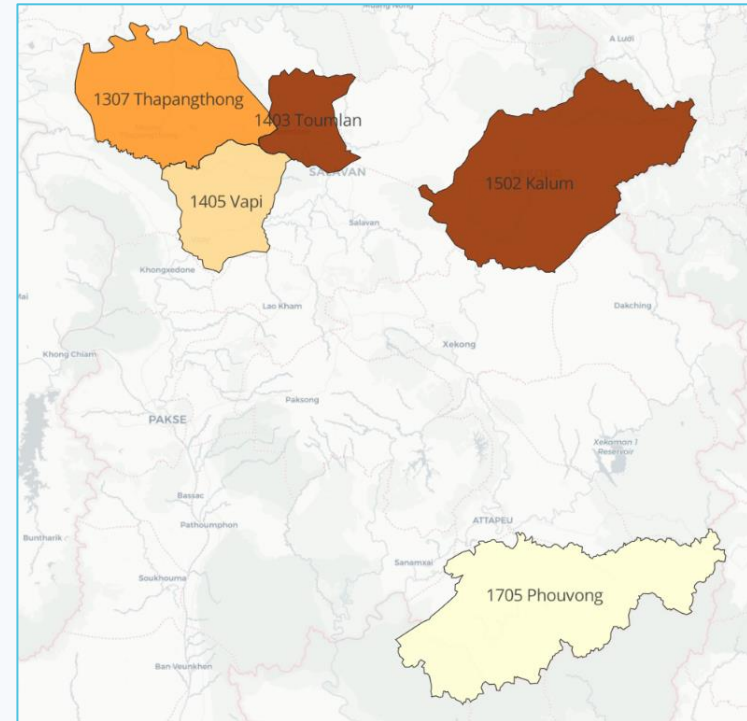 A Luoi
1307 Thapangthong
1403 Toumlan
SALAVAN
1502 Kalum
1405 Vapi
Salavan
Khongxedone
Lao Kham
Dakching
Khong Chiam
Xekong
Paksong
PAKSE
Xekaman 1
Reservoir
Bassac
ATTAPEU
Pathoumphon
Buntharik
Sanamxai
Soukhouma
1705 Phouvong
Ban Veunkhen